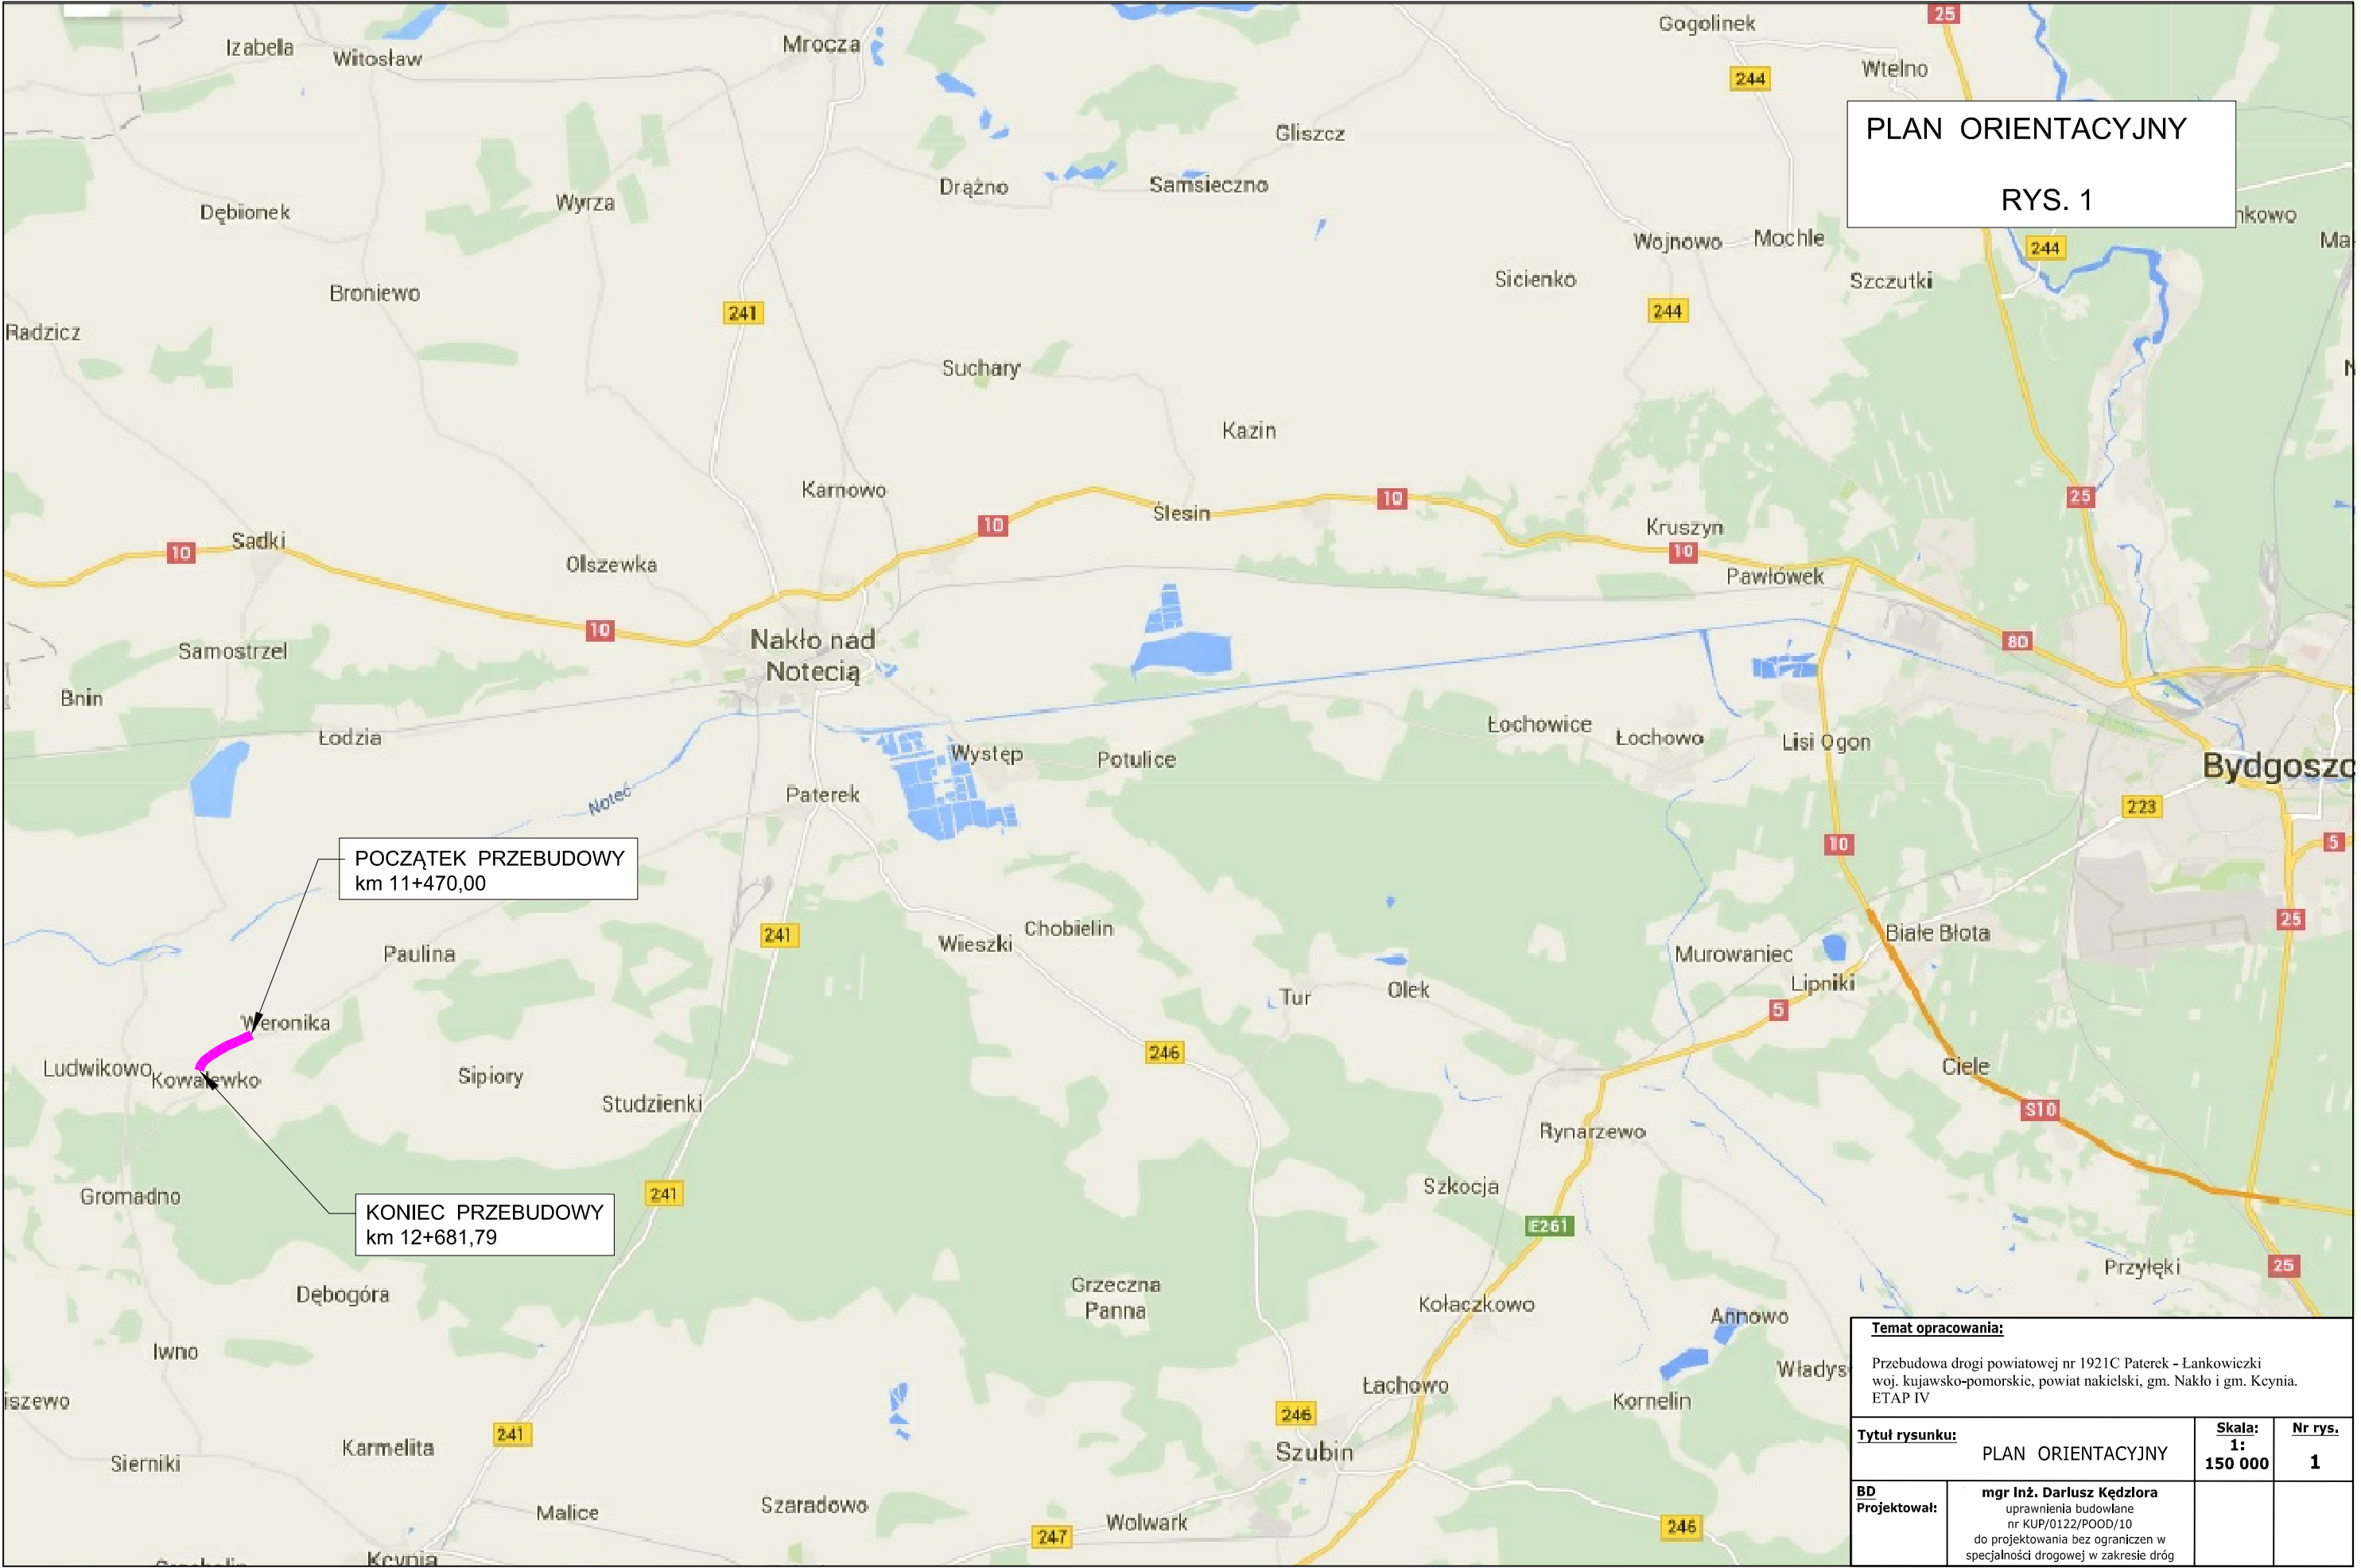 Izabela
Witosław
Mrocza
Gogolinek
25
244
Wtelno
PLAN ORIENTACYJNY
RYS. 1
Gliszcz
Drążno
Samsieczno
Dębionek
Wyrza
nkowo
Wojnowo
Mochle
244
Ma
Broniewo
Sicienko
Szczutki
241
244
Radzicz
Suchary
N
Kazin
Karnowo
10
Ślesin
10
25
Kruszyn
10
Sadki
10
Olszewka
Pawłówek
10
Nakło nad
Notecią
80
Samostrzel
Bnin
Łodzia
Występ
Potulice
Łochowice
Łochowo
Lisi Ogon
Bydgoszc
Noteć
Paterek
223
10
5
POCZĄTEK PRZEBUDOWY
km 11+470,00
241
Wieszki
Chobielin
25
Białe Błota
Paulina
Murowaniec
Lipniki
Tur
Olek
5
Weronika
246
Ludwikowo
Kowalewko
Sipiory
Ciele
Studzienki
S10
Rynarzewo
Gromadno
241
Szkocja
KONIEC PRZEBUDOWY
km 12+681,79
E261
Przyłęki
25
Dębogóra
Grzeczna
Panna
Kołaczkowo
Annowo
Iwno
Władys
Łachowo
Kornelin
iszewo
246
241
Karmelita
Szubin
Sierniki
Malice
Szaradowo
Wolwark
247
246
Kcynia
Temat opracowania:
Przebudowa drogi powiatowej nr 1921C Paterek - Łankowiczki
woj. kujawsko-pomorskie, powiat nakielski, gm. Nakło i gm. Kcynia.
ETAP IV
Tytuł rysunku:
PLAN ORIENTACYJNY
Skala:
1:
150 000
Nr rys.
1
BD
Projektował:
mgr Inż. Darlusz Kędzlora
uprawnienia budowlane
nr KUP/0122/POOD/10
do projektowania bez ograniczen w
specjalności drogowej w zakresie dróg